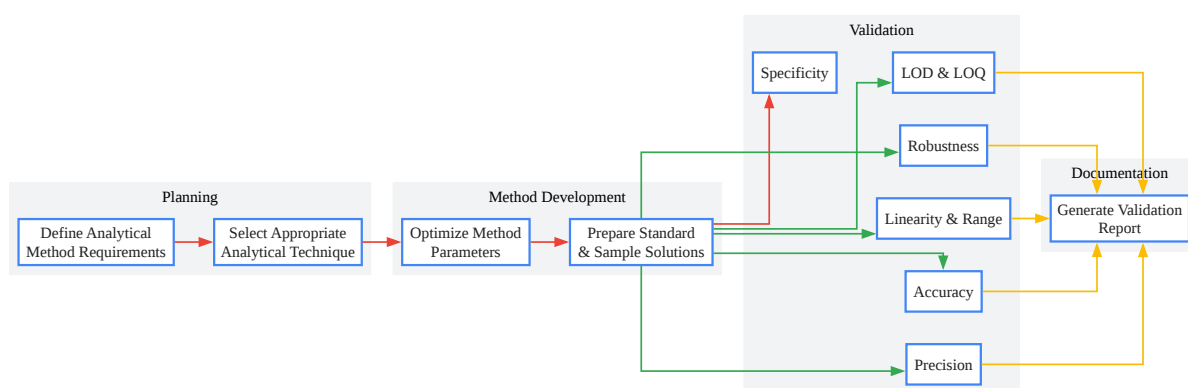 Validation
Specificity
LOD & LOQ
Robustness
Documentation
Planning
Method Development
Define Analytical
Method Requirements
Select Appropriate
Analytical Technique
Optimize Method
Parameters
Prepare Standard
& Sample Solutions
Linearity & Range
Generate Validation
Report
Accuracy
Precision